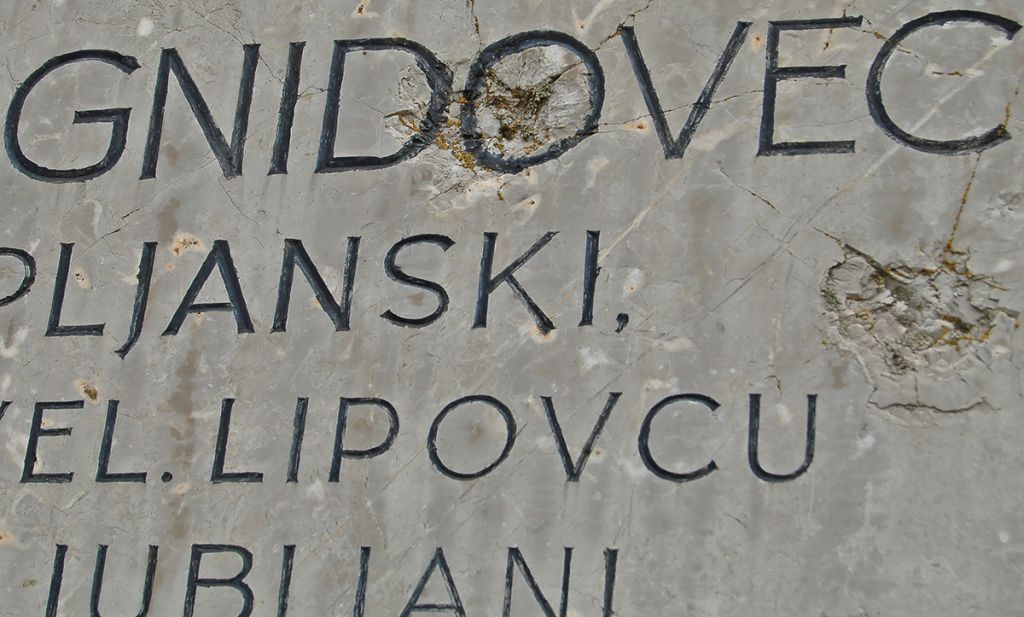 GNIDOVEC
PLJANSKI,
VEL. LIPOVCU
JUBLJANI